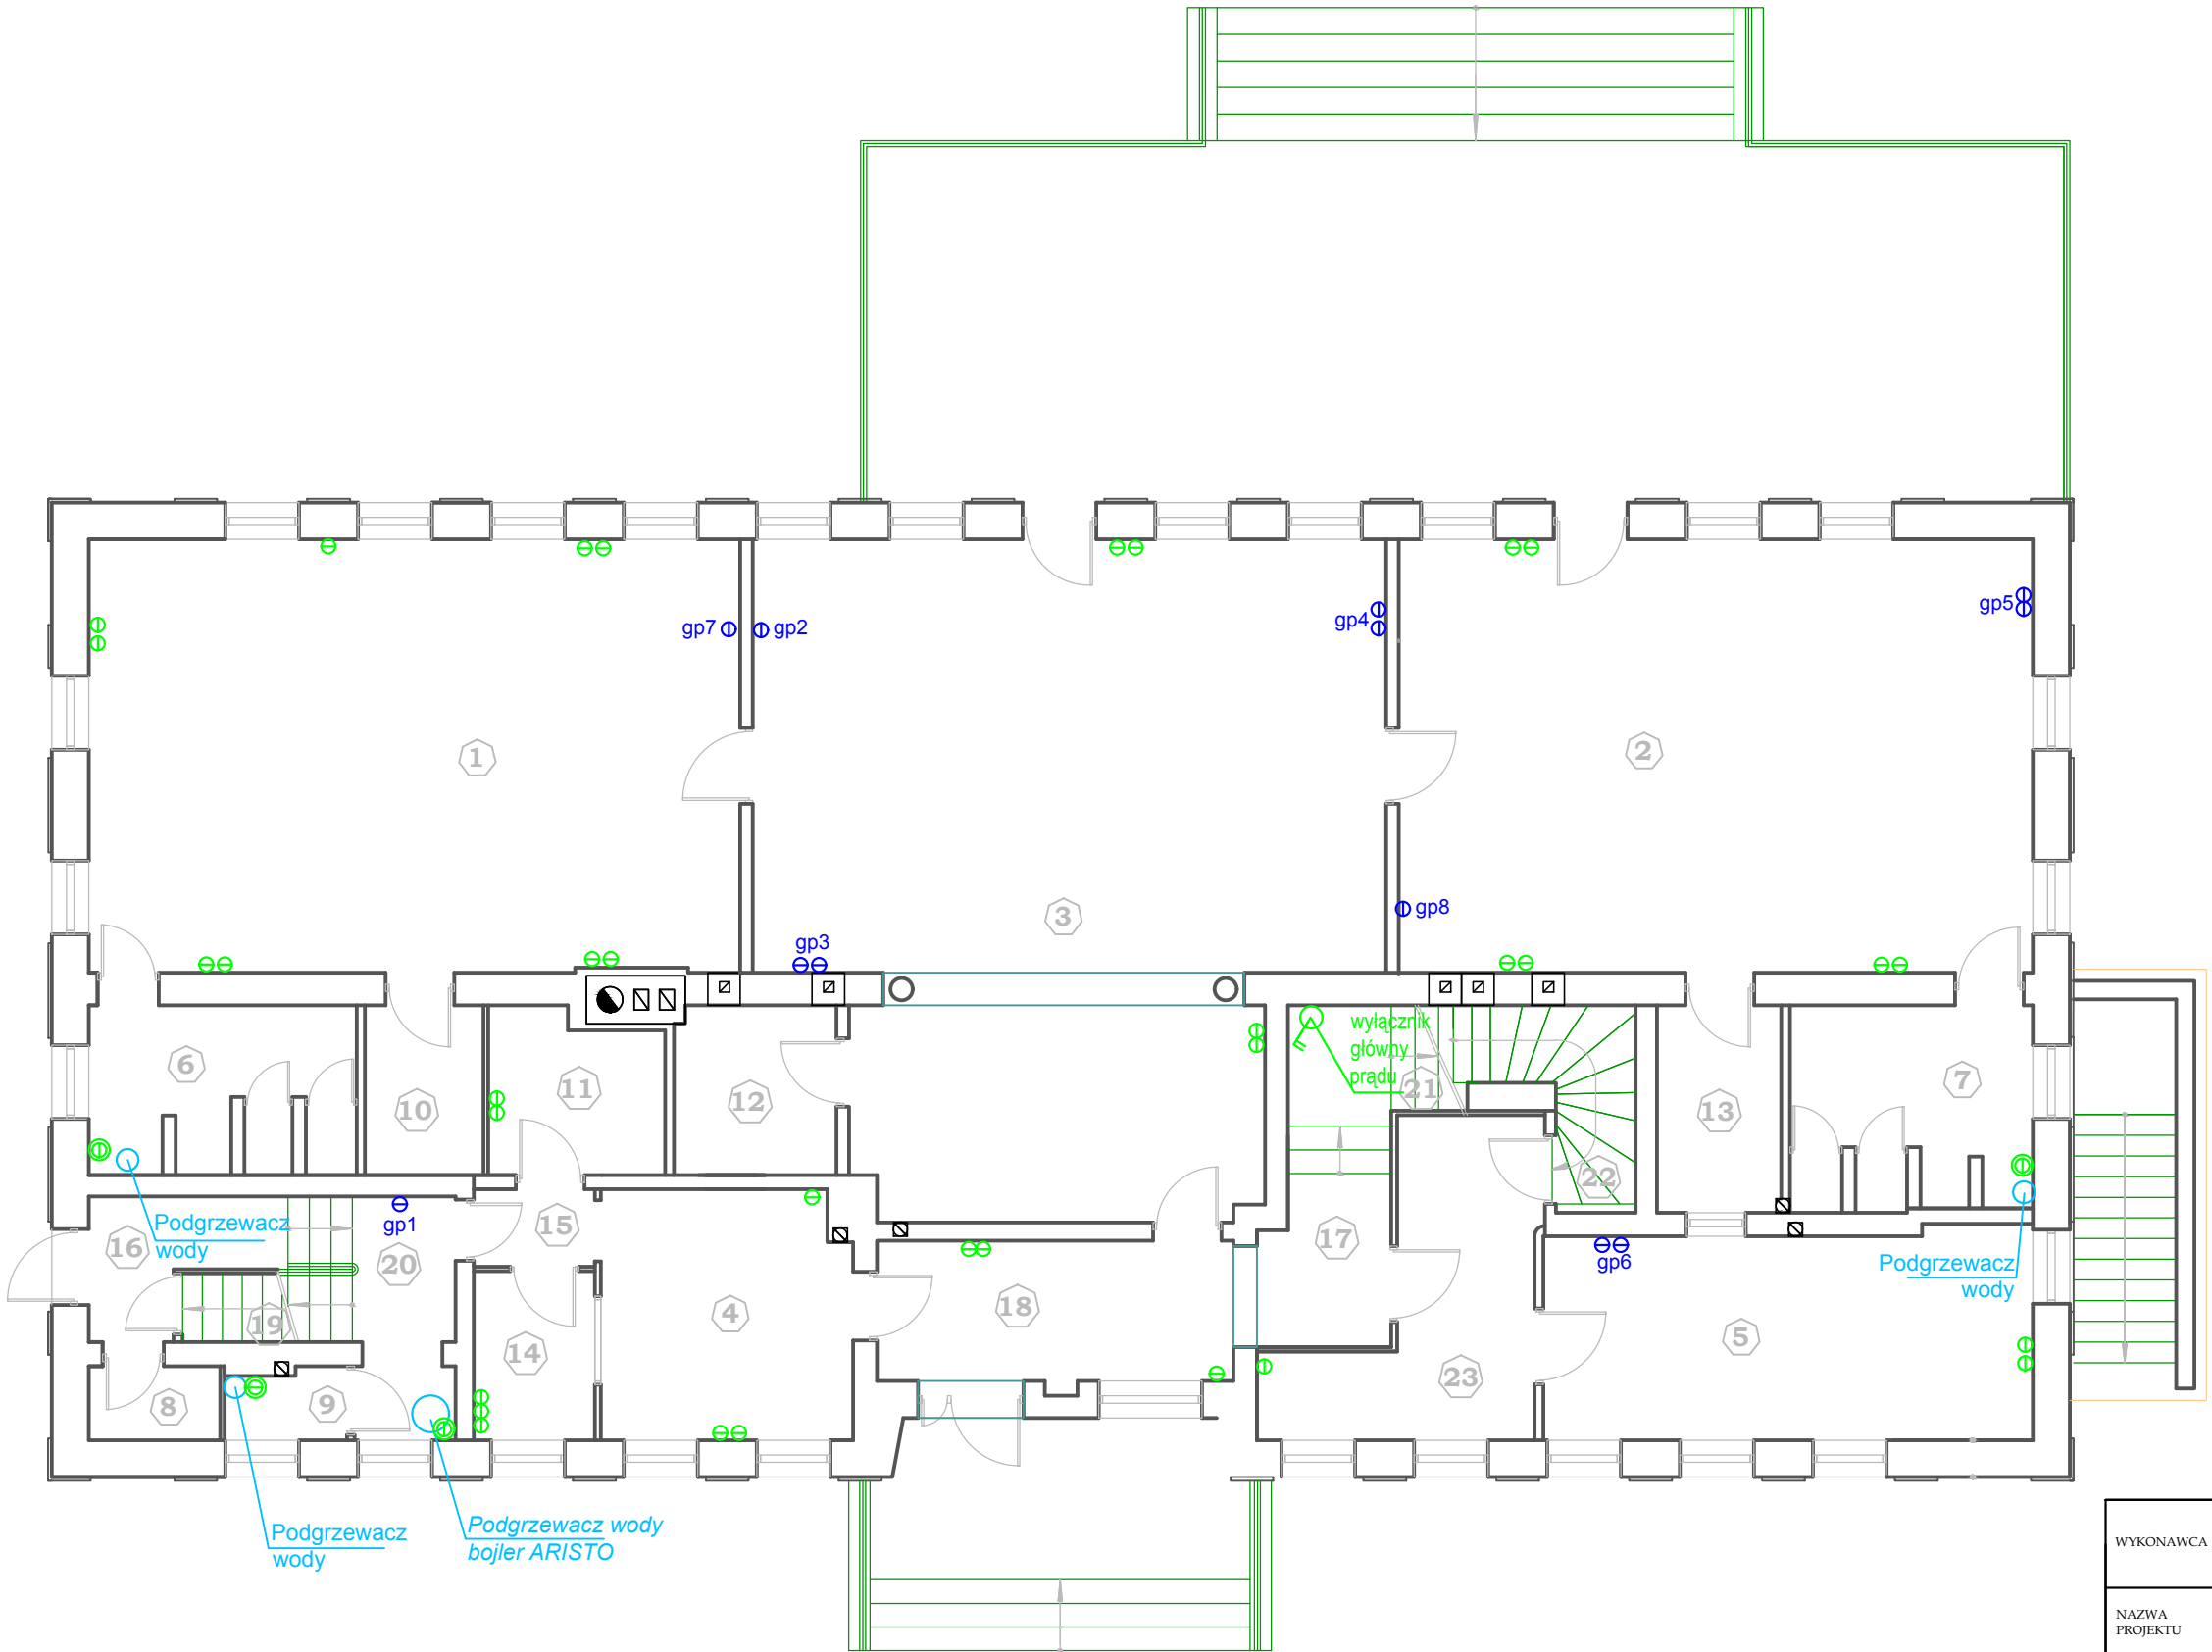 gp7
gp2
gp4
gp5
1
2
3
gp8
gp3
wyłącznik
główny
prądu
6
10
11
12
21
13
7
22
gp1
Podgrzewacz
wody
16
20
15
17
gp6
Podgrzewacz
wody
19
18
4
5
14
23
8
9
Podgrzewacz
wody
Podgrzewacz wody
bojler ARISTO
WYKONAWCA
NAZWA
PROJEKTU